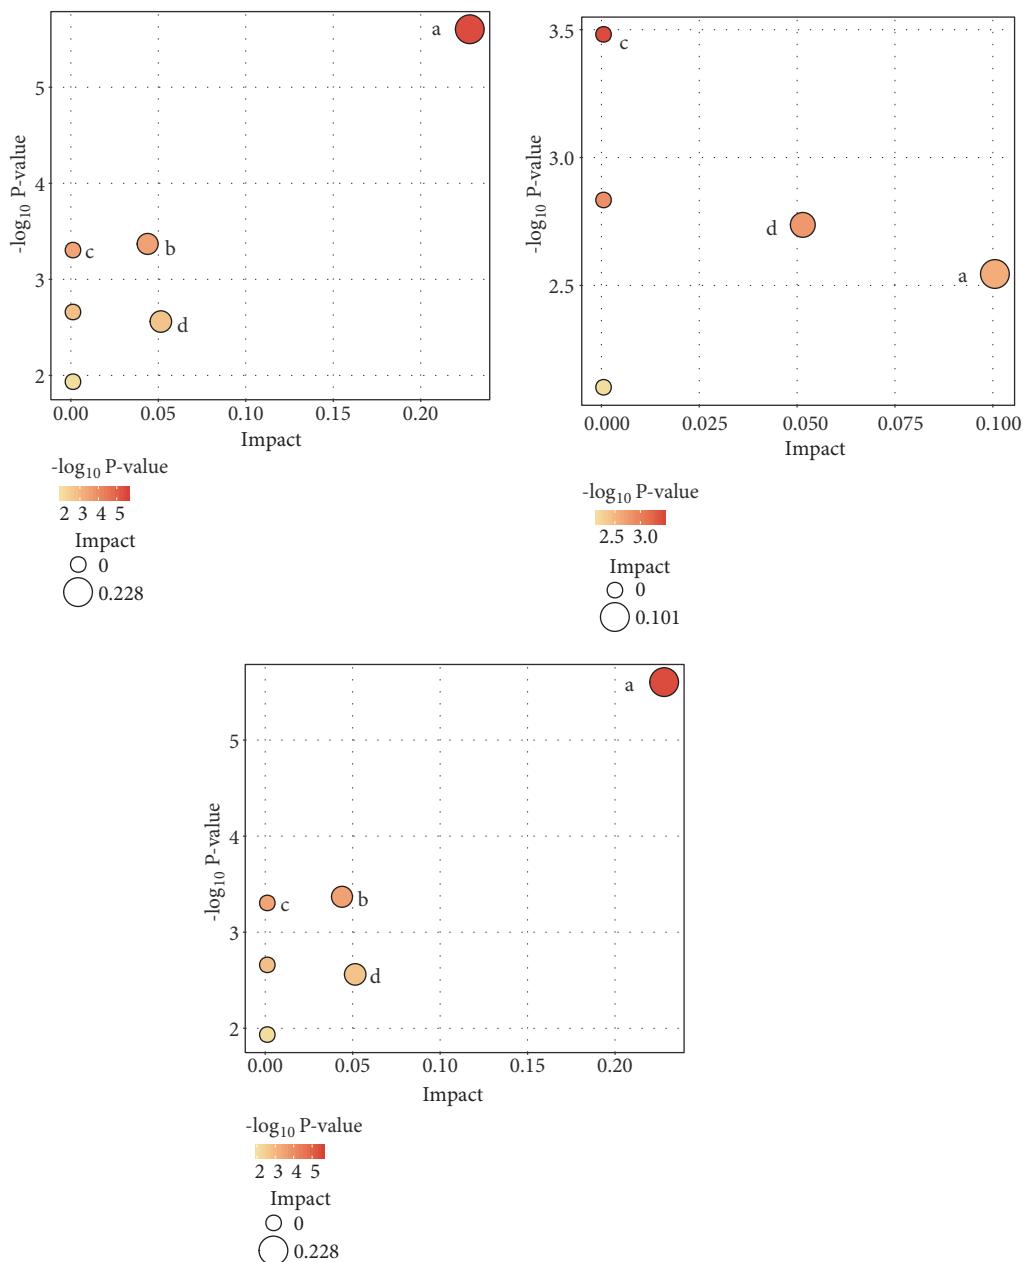 -log10 P-value
5
4
3
2
a
b
c
d
0.00 0.05 0.10 0.15 0.20
Impact
-log10 P-value
2 3 4 5
Impact
0
0.228
-log10 P-value
3.5
3.0
2.5
c
d
a
0.000 0.025 0.050 0.075 0.100
Impact
-log10 P-value
2.5 3.0
Impact
0
0.101
-log10 P-value
5
4
3
2
a
b
c
d
0.00 0.05 0.10 0.15 0.20
Impact
-log10 P-value
2 3 4 5
Impact
0
0.228